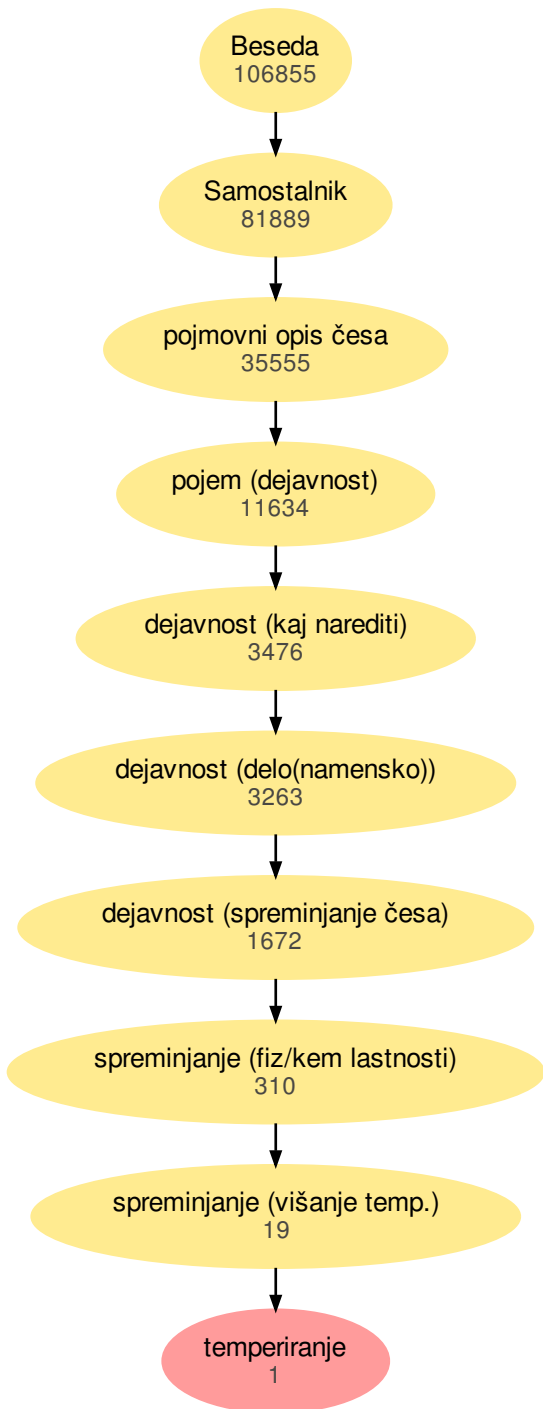 Beseda
106855
Samostalnik
81889
pojmovni opis česa
35555
pojem (dejavnost)
11634
dejavnost (kaj narediti)
3476
dejavnost (delo(namensko))
3263
dejavnost (spreminjanje česa)
1672
spreminjanje (fiz/kem lastnosti)
310
spreminjanje (višanje temp.)
19
temperiranje
1